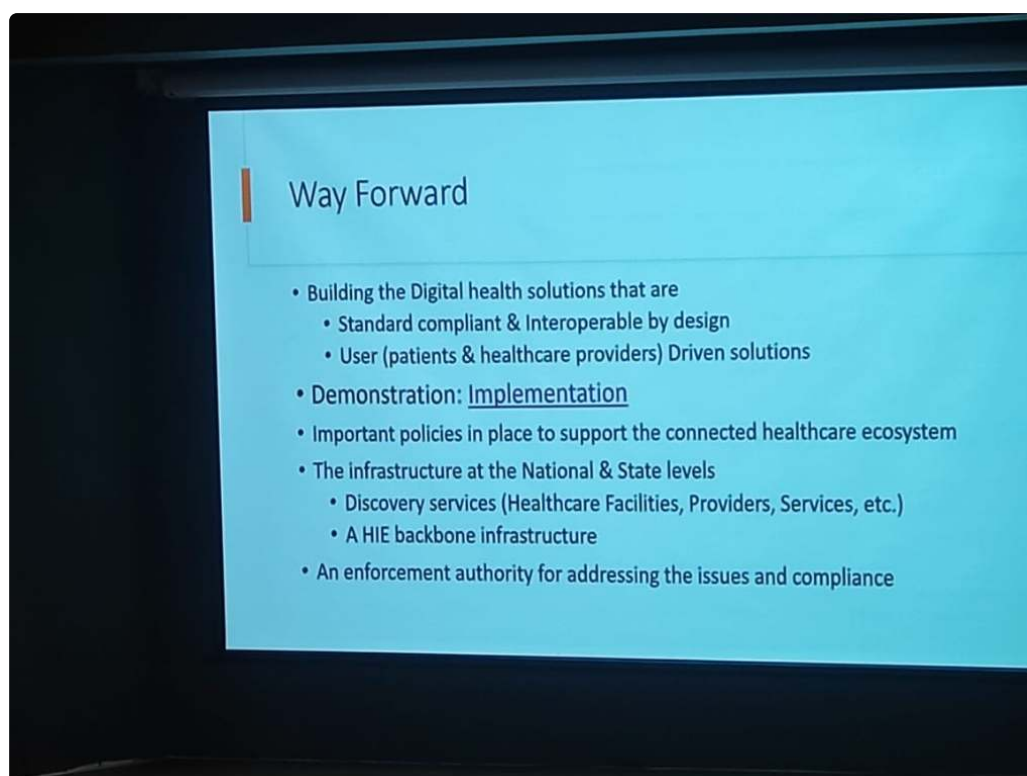 Way Forward
• Building the Digital health solutions that are
• Standard compliant & Interoperable by design
• User (patients & healthcare providers) Driven solutions
• Demonstration: Implementation
• Important policies in place to support the connected healthcare ecosystem
• The infrastructure at the National & State levels
• Discovery services (Healthcare Facilities, Providers, Services, etc.)
• A HIE backbone infrastructure
• An enforcement authority for addressing the issues and compliance